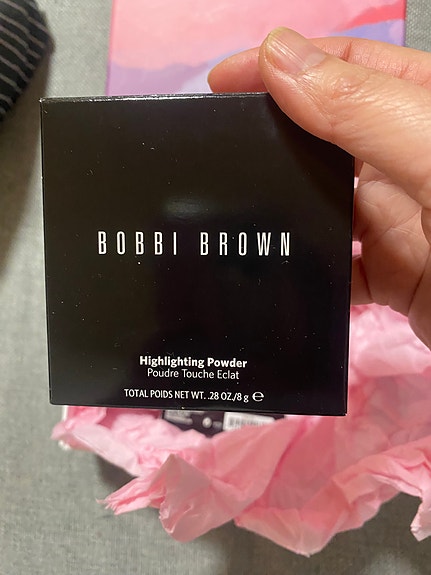 BOBBI BROWN
Highlighting Powder
Poudre Touche Eclat
TOTAL POIDS NET WT. .28 OZ./8 g ℮